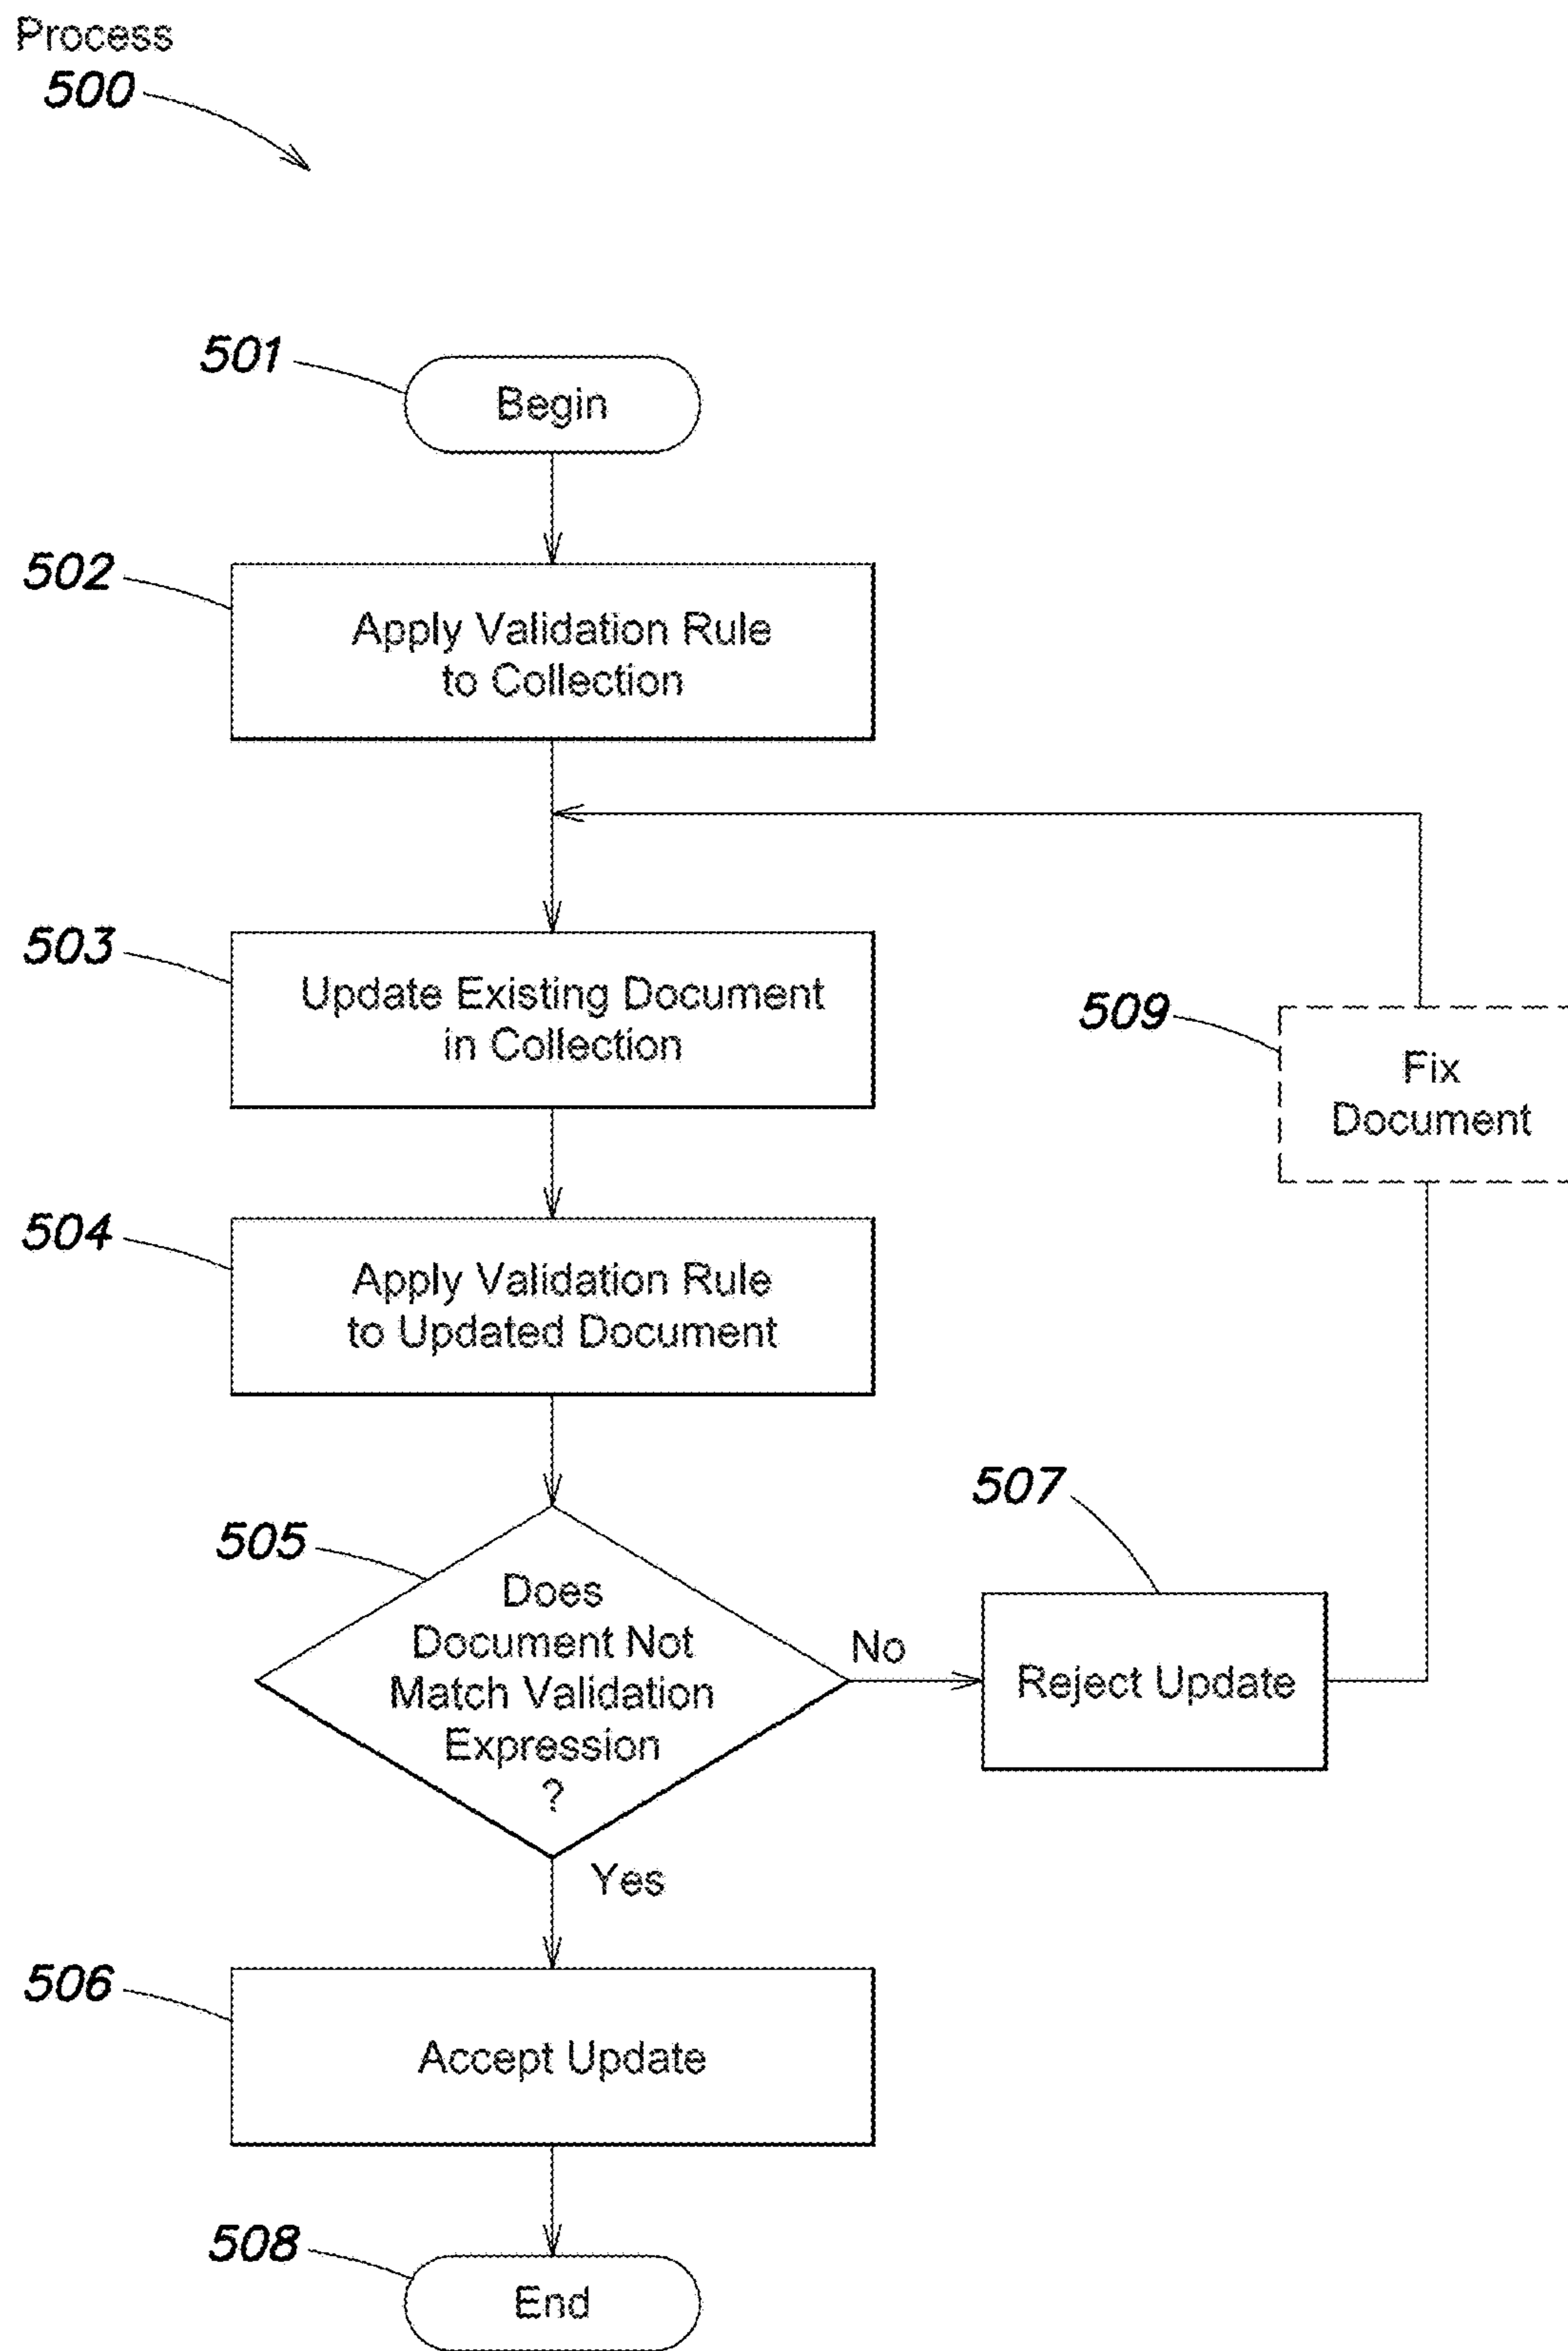 Process
500
501
Begin
502
Apply Validation Rule
to Collection
503
Update Existing Document
in Collection
509
Fix
Document
504
Apply Validation Rule
to Updated Document
505
Does
Document Not
Match Validation
Expression
?
No
507
Reject Update
Yes
506
Accept Update
508
End